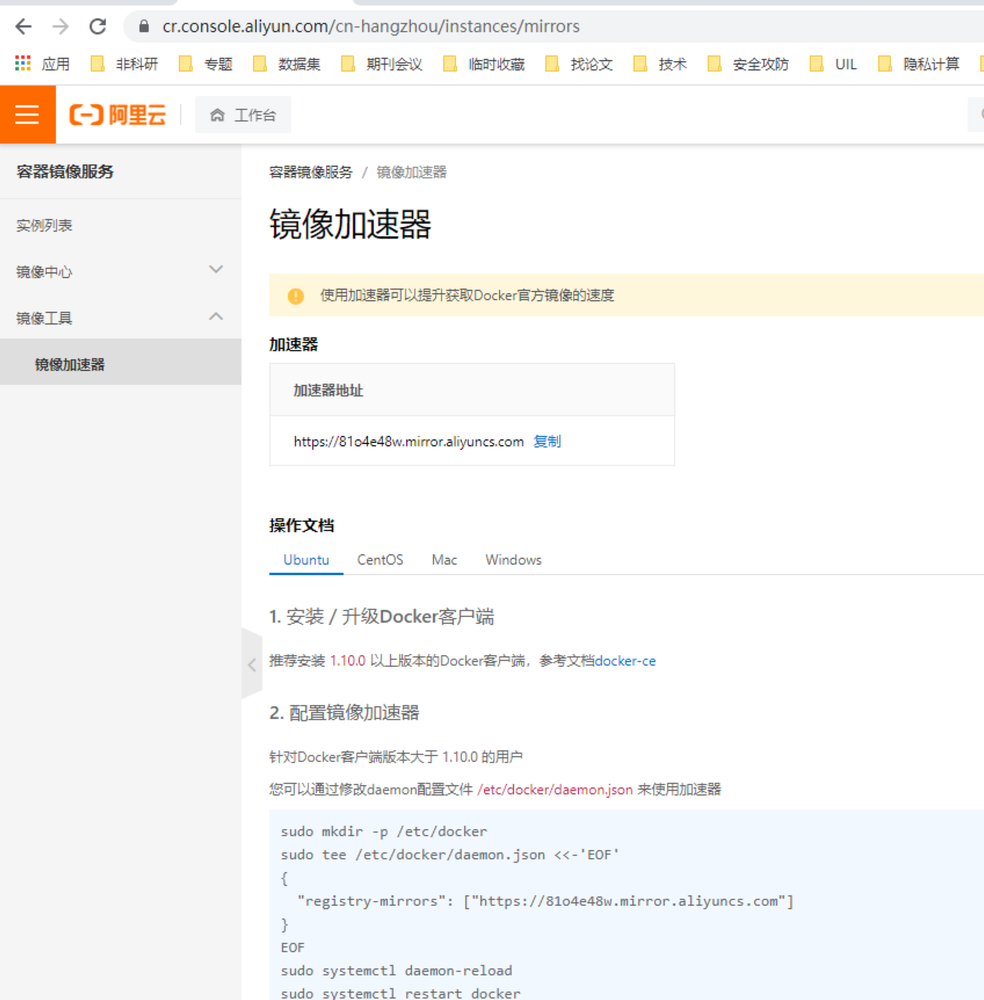 cr.console.aliyun.com/cn-hangzhou/instances/mirrors
应用 非科研 专题 数据集 期刊会议 临时收藏 找论文 技术 安全攻防 UIL 隐私计算
阿里云 工作台
容器镜像服务
实例列表
镜像中心
镜像工具
镜像加速器
容器镜像服务 / 镜像加速器
镜像加速器
使用加速器可以提升获取Docker官方镜像的速度
加速器
加速器地址
https://81o4e48w.mirror.aliyuncs.com 复制
操作文档
Ubuntu CentOS Mac Windows
1. 安装 / 升级Docker客户端
推荐安装 1.10.0 以上版本的Docker客户端，参考文档docker-ce
2. 配置镜像加速器
针对Docker客户端版本大于 1.10.0 的用户
您可以通过修改daemon配置文件 /etc/docker/daemon.json 来使用加速器
sudo mkdir -p /etc/docker
sudo tee /etc/docker/daemon.json <<-'EOF'
{
"registry-mirrors": ["https://81o4e48w.mirror.aliyuncs.com"]
}
EOF
sudo systemctl daemon-reload
sudo systemctl restart docker